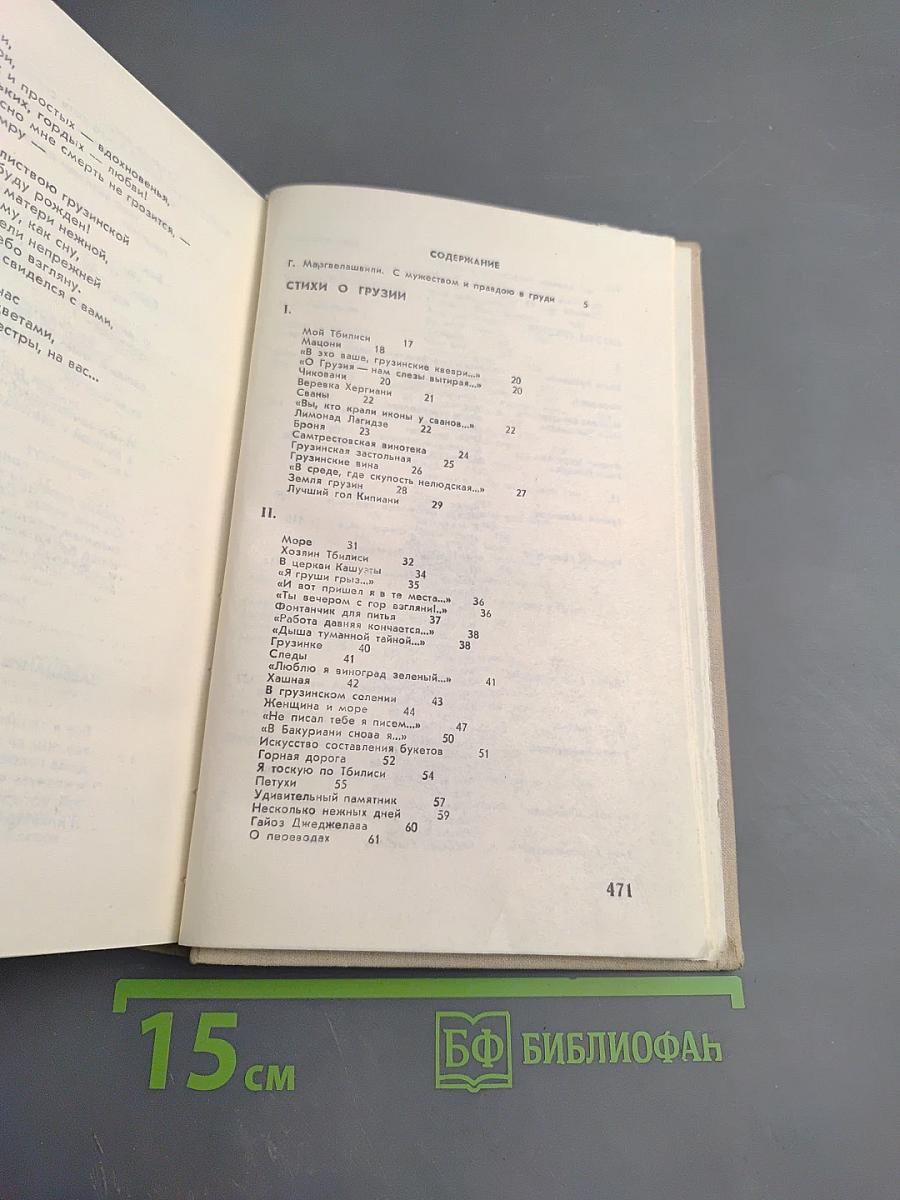 и простых — вдохновенья,
гордых — любви!
мне смерть не грозится, —
умру —
листвою грузинской
буду рожден!
матери нежной,
как сну,
непрежней
взгляну.
свиделся с вами,
нас
цветами,
сестры, на вас...
СОДЕРЖАНИЕ
Г. Маргвелашвили. С мужеством и правдою в груди 5
СТИХИ О ГРУЗИИ
I.
Мой Тбилиси 17
Мацони 18
«В эхо ваше, грузинские квеври...» 20
«О Грузия — нам слезы вытирая...» 20
Чиковани 20
Веревка Хергиани 21
Сваны 22
«Вы, кто крали иконы у сванов...» 22
Лимонад Лагидзе 22
Броня 23
Самтрестовская винотека 24
Грузинская застольная 25
Грузинские вина 26
«В среде, где скупость нелюдская...» 27
Земля грузин 28
Лучший гол Кипиани 29
II.
Море 31
Хозяин Тбилиси 32
В церкви Кашуэты 34
«Я груши грыз...» 35
«И вот пришел я в те места...» 36
«Ты вечером с гор взгляни!..» 36
Фонтанчик для питья 37
«Работа давняя кончается...» 38
«Дыша туманной тайной...» 38
Грузинке 40
Следы 41
«Люблю я виноград зеленый...» 41
Хашная 42
В грузинском селении 43
Женщина и море 44
«Не писал тебе я писем...» 47
«В Бакуриани снова я...» 50
Искусство составления букетов 51
Горная дорога 52
Я тоскую по Тбилиси 54
Петухи 55
Удивительный памятник 57
Несколько нежных дней 59
Гайоз Джеджелава 60
О переводах 61
471
15 см
БФ БИБЛИОФАН